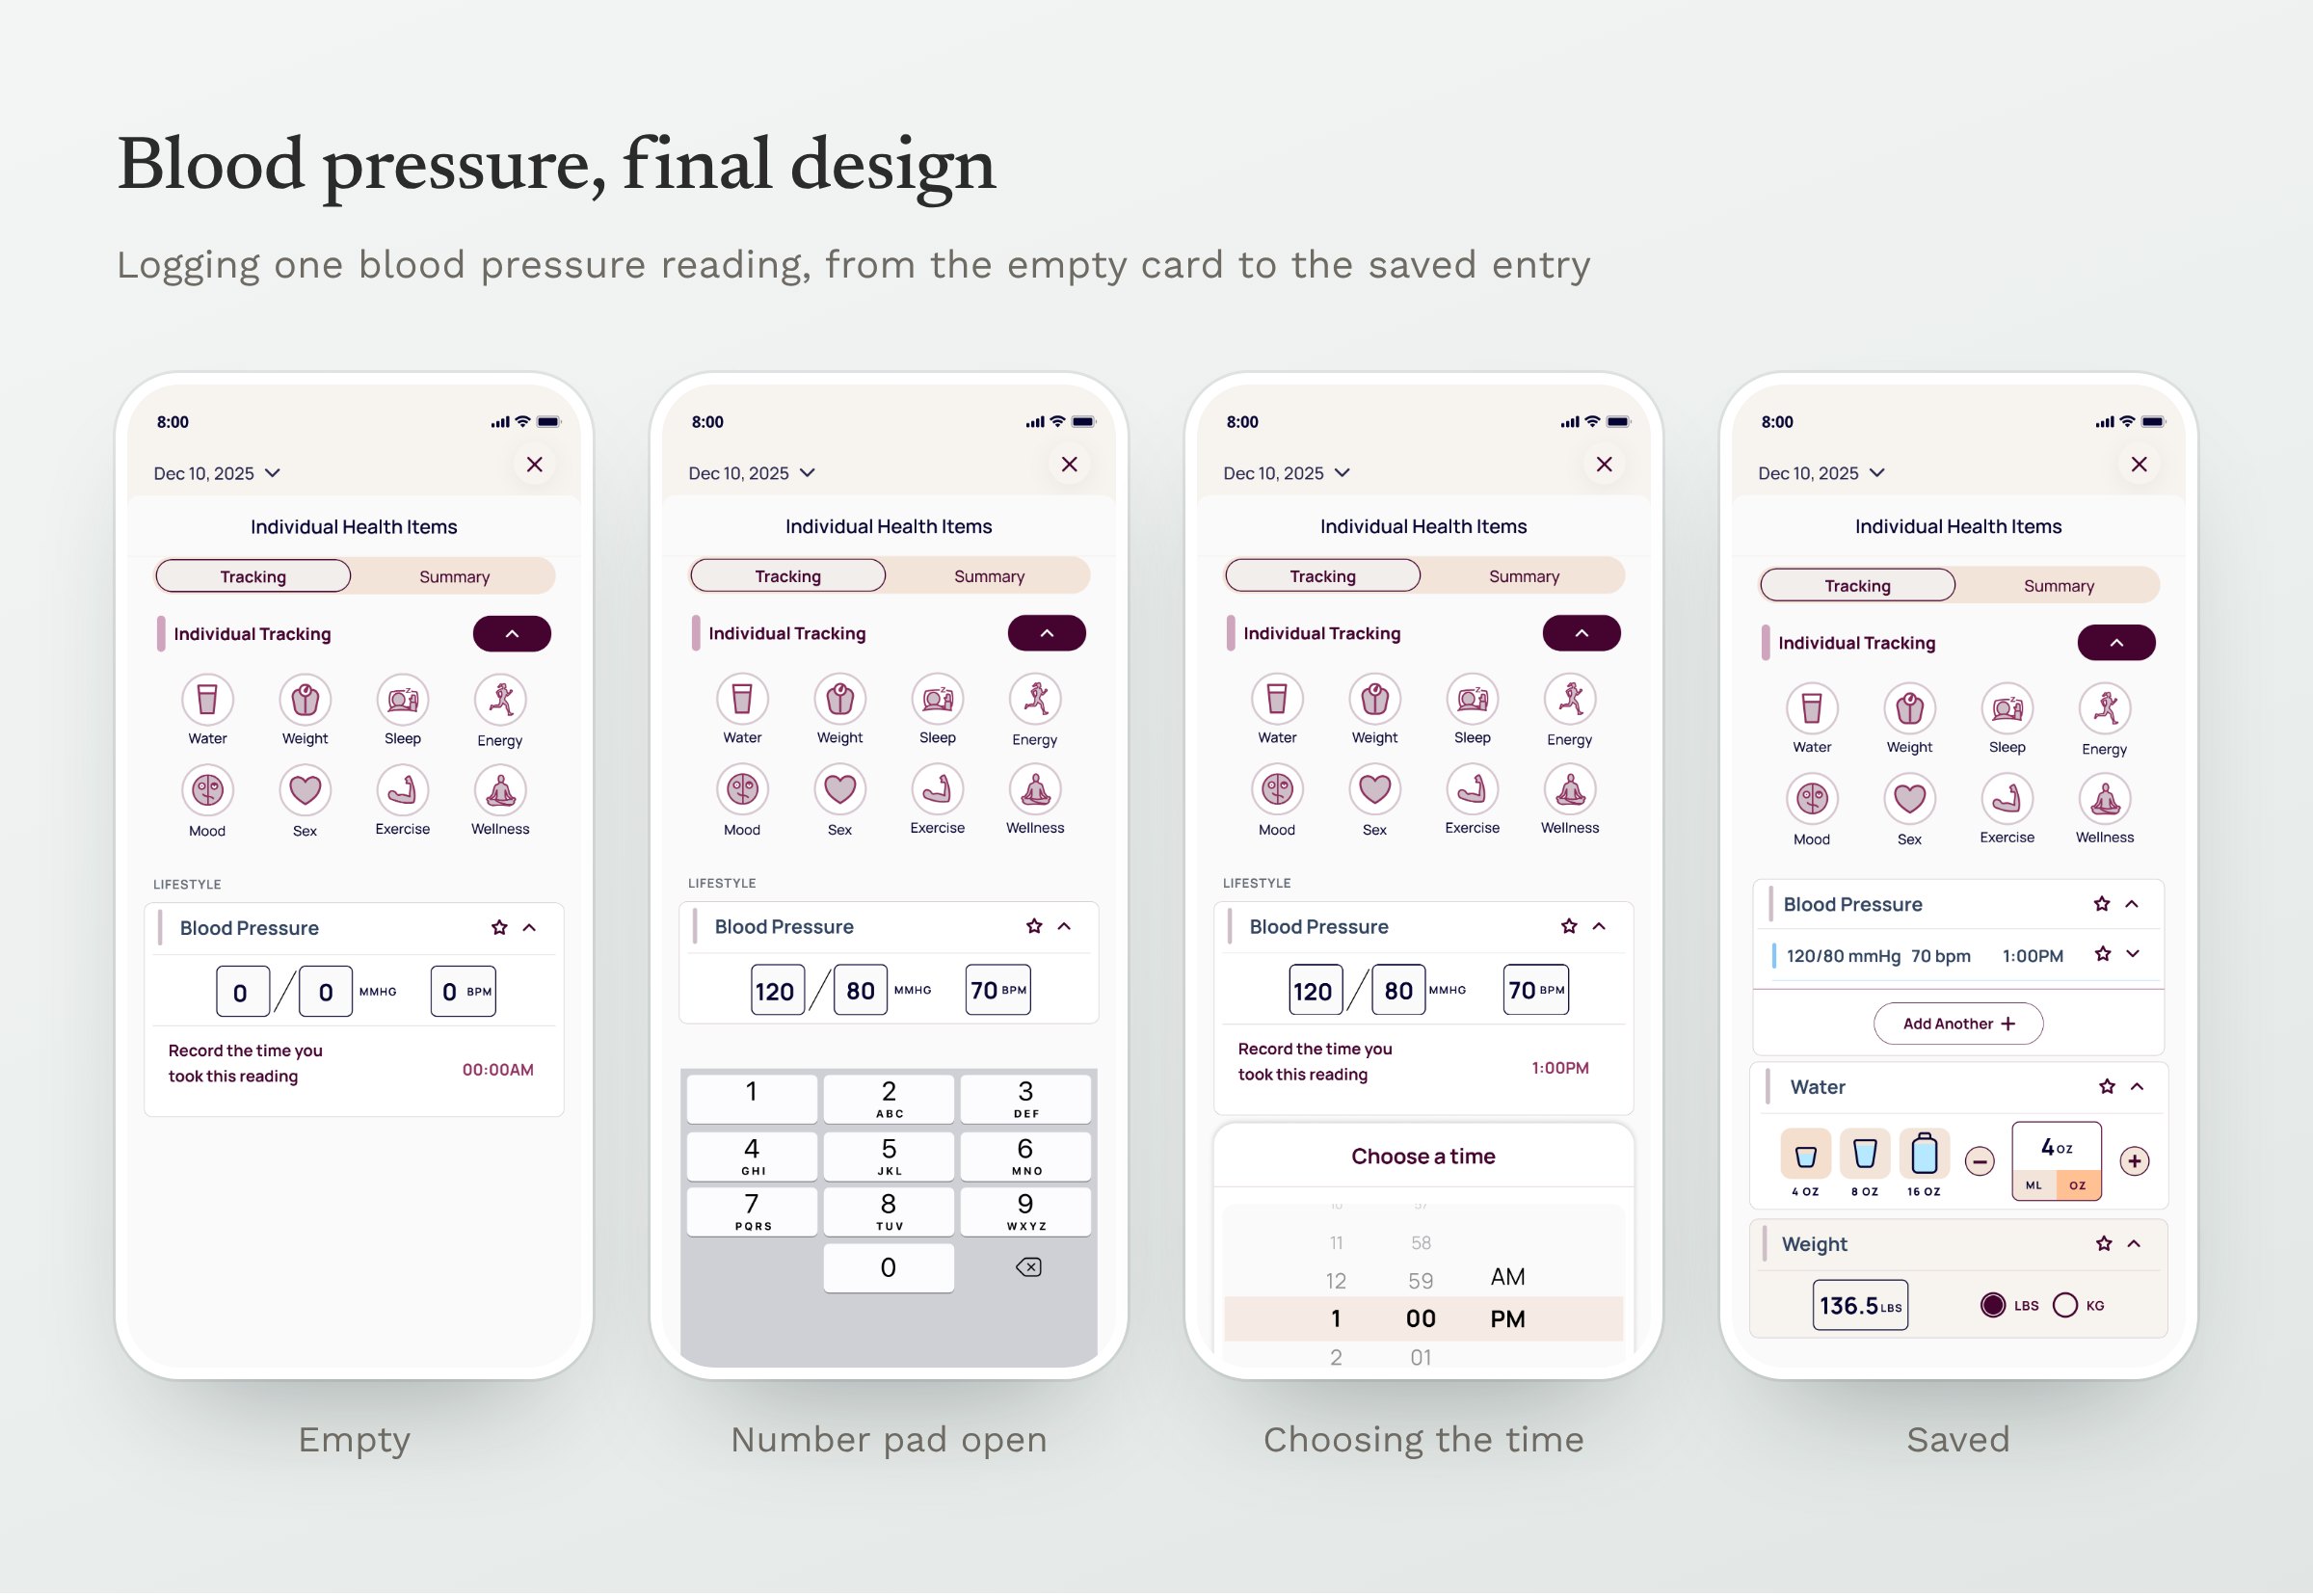 Blood pressure, final design
Logging one blood pressure reading, from the empty card to the saved entry
8:00
Dec 10, 2025
Individual Health Items
Tracking Summary
Individual Tracking
Water Weight Sleep Energy
Mood Sex Exercise Wellness
LIFESTYLE
Blood Pressure
0 / 0 MMHG 0 BPM
Record the time you
took this reading
00:00AM
Empty
8:00
Dec 10, 2025
Individual Health Items
Tracking Summary
Individual Tracking
Water Weight Sleep Energy
Mood Sex Exercise Wellness
LIFESTYLE
Blood Pressure
120 / 80 MMHG 70 BPM
1 2 3
ABC DEF
4 5 6
GHI JKL MNO
7 8 9
PQRS TUV WXYZ
0
Number pad open
8:00
Dec 10, 2025
Individual Health Items
Tracking Summary
Individual Tracking
Water Weight Sleep Energy
Mood Sex Exercise Wellness
LIFESTYLE
Blood Pressure
120 / 80 MMHG 70 BPM
Record the time you
took this reading
1:00PM
Choose a time
11 58
12 59 AM
1 00 PM
2 01
Choosing the time
8:00
Dec 10, 2025
Individual Health Items
Tracking Summary
Individual Tracking
Water Weight Sleep Energy
Mood Sex Exercise Wellness
Blood Pressure
120/80 mmHg 70 bpm 1:00PM
Add Another +
Water
4 oz
4 OZ 8 OZ 16 OZ ML OZ
Weight
136.5 LBS LBS KG
Saved